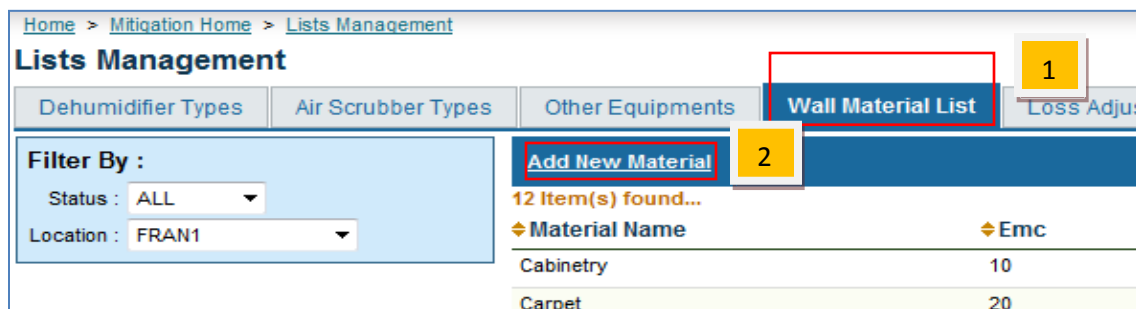 Home > Mitigation Home > Lists Management
Lists Management
Dehumidifier Types Air Scrubber Types Other Equipments Wall Material List Loss Adjus
1
Filter By :
Status : ALL
Location : FRAN1
Add New Material
2
12 Item(s) found...
Material Name Emc
Cabinetry 10
Carpet 20